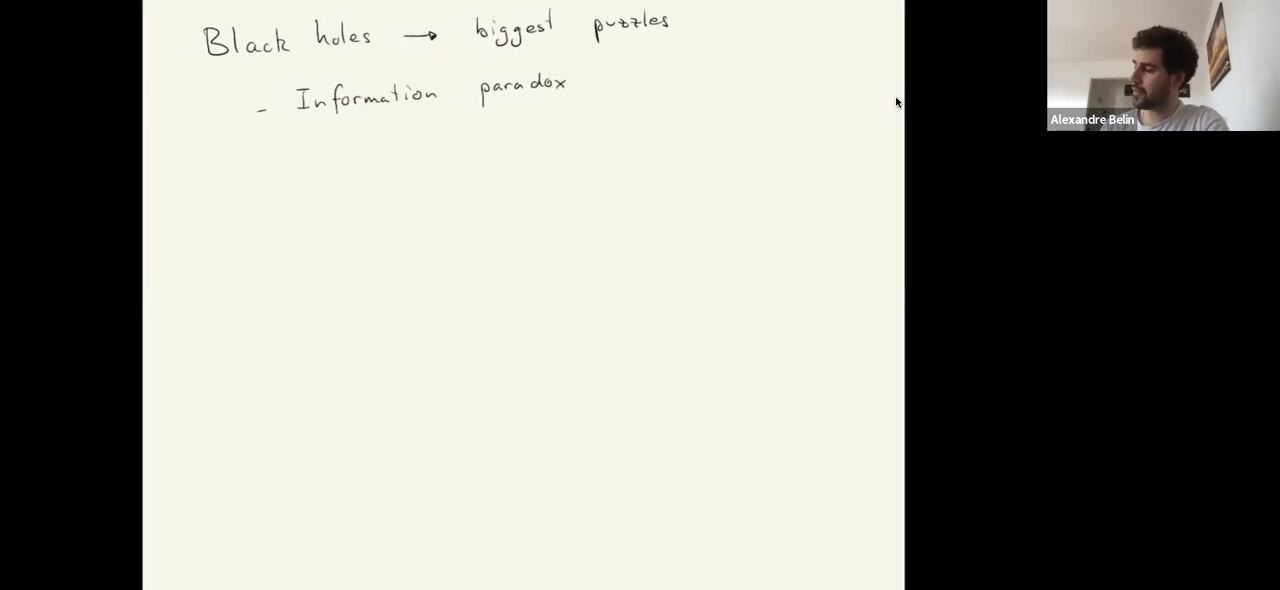 Black holes → biggest puzzles
- Information paradox
Alexandre Belin